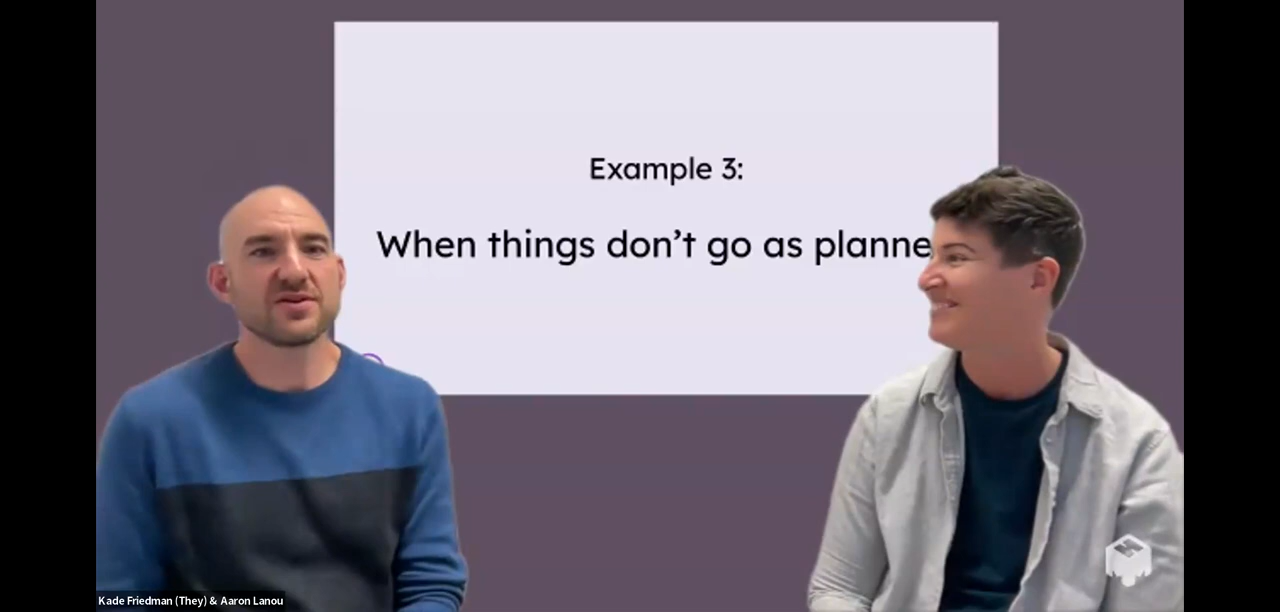 Example 3:
When things don’t go as planne
Kade Friedman (They) & Aaron Lanou